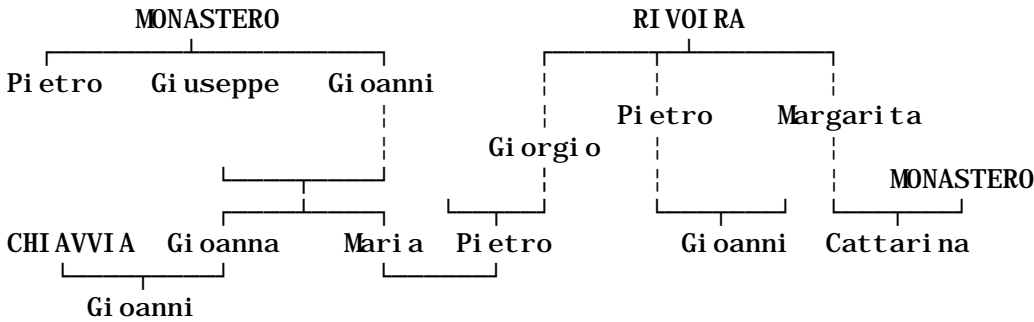 MONASTERO RIVOIRA
Pietro Giuseppe Gioanni
Pietro Margarita
Giorgio
MONASTERO
CHIAVVIA Gioanna Maria Pietro Gioanni Cattarina
Gioanni